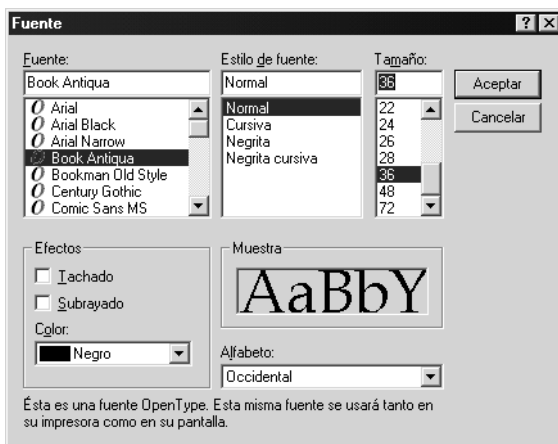 Fuente
Fuente:
Book Antiqua
Arial
Arial Black
Arial Narrow
Book Antiqua
Bookman Old Style
Century Gothic
Comic Sans MS
Estilo de fuente:
Normal
Normal
Cursiva
Negrita
Negrita cursiva
Tamaño:
36
22
24
26
28
36
48
72
Aceptar
Cancelar
Efectos
Tachado
Subrayado
Color:
Negro
Muestra
AaBbY
Alfabeto:
Occidental
Ésta es una fuente OpenType. Esta misma fuente se usará tanto en
su impresora como en su pantalla.